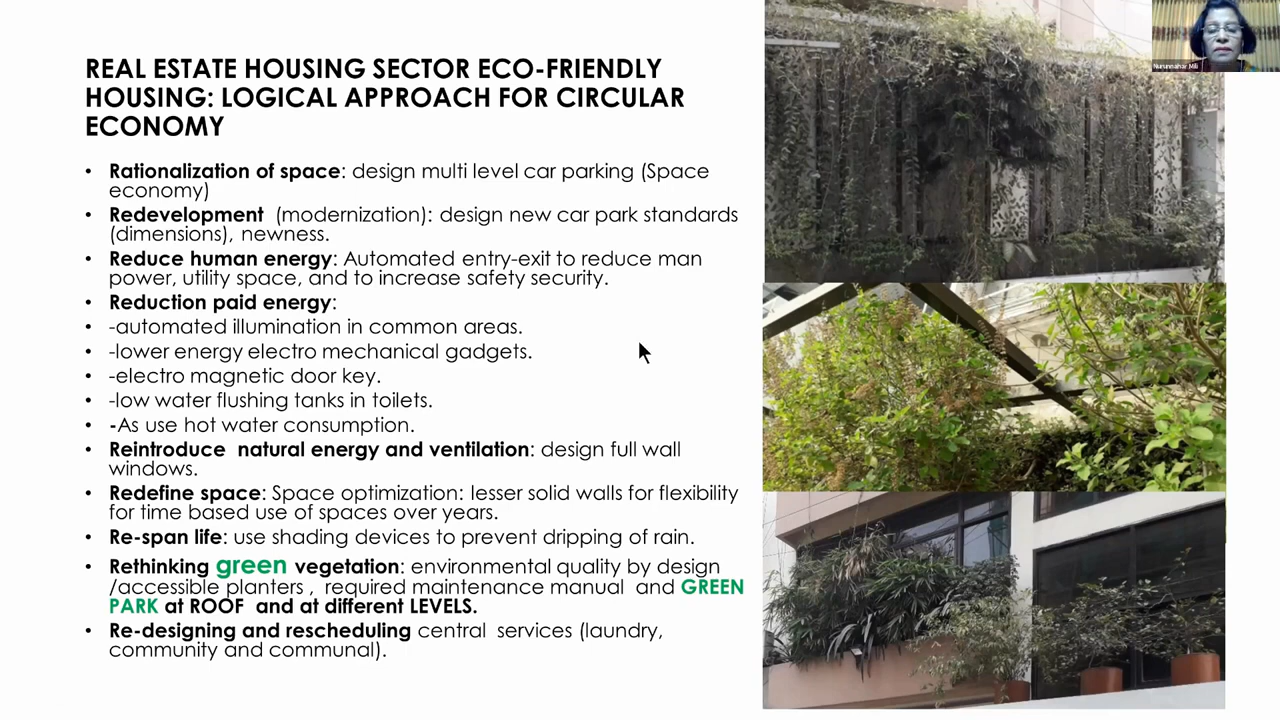 REAL ESTATE HOUSING SECTOR ECO-FRIENDLY
HOUSING: LOGICAL APPROACH FOR CIRCULAR
ECONOMY
• Rationalization of space: design multi level car parking (Space
economy)
• Redevelopment (modernization): design new car park standards
(dimensions), newness.
• Reduce human energy: Automated entry-exit to reduce man
power, utility space, and to increase safety security.
• Reduction paid energy:
• -automated illumination in common areas.
• -lower energy electro mechanical gadgets.
• -electro magnetic door key.
• -low water flushing tanks in toilets.
• -As use hot water consumption.
• Reintroduce natural energy and ventilation: design full wall
windows.
• Redefine space: Space optimization: lesser solid walls for flexibility
for time based use of spaces over years.
• Re-span life: use shading devices to prevent dripping of rain.
• Rethinking green vegetation: environmental quality by design
/accessible planters , required maintenance manual and GREEN
PARK at ROOF and at different LEVELS.
• Re-designing and rescheduling central services (laundry,
community and communal).
Nurunnahar Mili